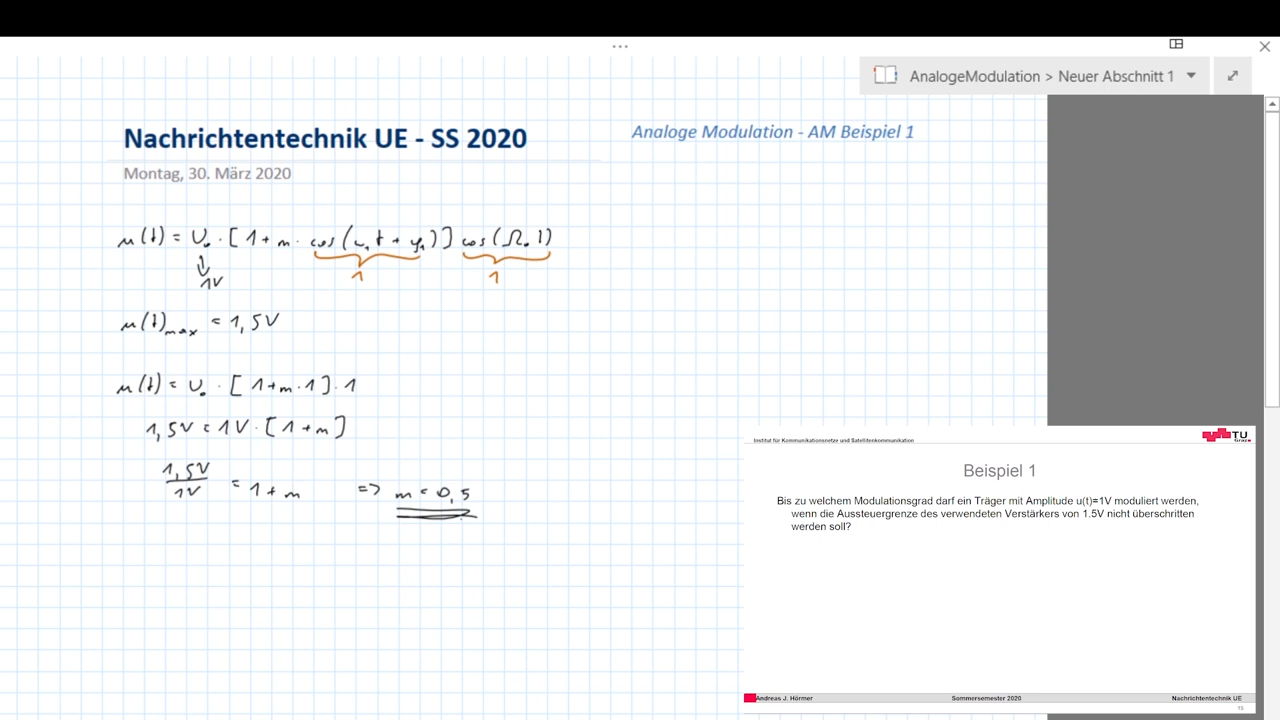 AnalogeModulation > Neuer Abschnitt 1
Nachrichtentechnik UE - SS 2020
Analoge Modulation - AM Beispiel 1
Montag, 30. März 2020
u(t) = U₀ · [1 + m · cos(ω₁t + φ₁)] cos(Ω₀t)
1 1
1V
u(t)max = 1,5V
u(t) = U₀ · [1+m·1]·1
1,5V = 1V · [1+m]
1,5V/1V = 1+m => m = 0,5
Institut für Kommunikationsnetze und Satellitenkommunikation
TU
Graz
Beispiel 1
Bis zu welchem Modulationsgrad darf ein Träger mit Amplitude u(t)=1V moduliert werden,
wenn die Aussteuergrenze des verwendeten Verstärkers von 1.5V nicht überschritten
werden soll?
Andreas J. Hörmer Sommersemester 2020 Nachrichtentechnik UE